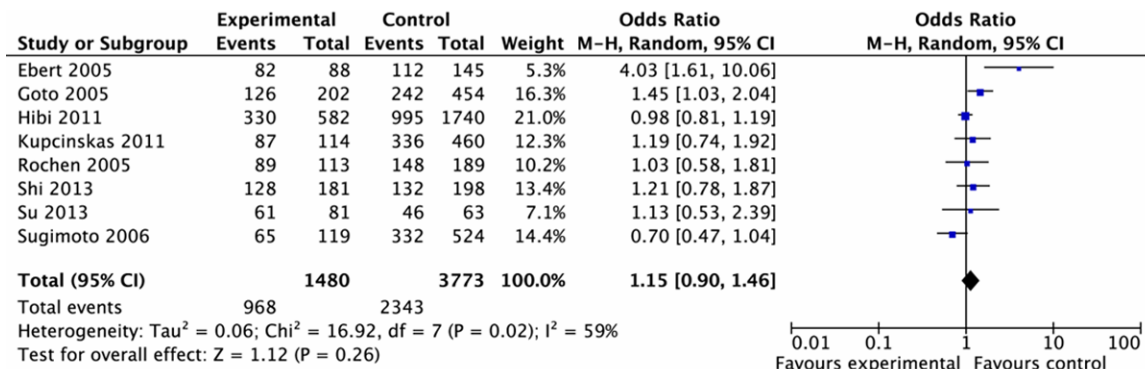 Experimental Control Odds Ratio Odds Ratio
Study or Subgroup Events Total Events Total Weight M-H, Random, 95% CI M-H, Random, 95% CI
Ebert 2005 82 88 112 145 5.3% 4.03 [1.61, 10.06]
Goto 2005 126 202 242 454 16.3% 1.45 [1.03, 2.04]
Hibi 2011 330 582 995 1740 21.0% 0.98 [0.81, 1.19]
Kupcinskas 2011 87 114 336 460 12.3% 1.19 [0.74, 1.92]
Rochen 2005 89 113 148 189 10.2% 1.03 [0.58, 1.81]
Shi 2013 128 181 132 198 13.4% 1.21 [0.78, 1.87]
Su 2013 61 81 46 63 7.1% 1.13 [0.53, 2.39]
Sugimoto 2006 65 119 332 524 14.4% 0.70 [0.47, 1.04]
Total (95% CI) 1480 3773 100.0% 1.15 [0.90, 1.46]
Total events 968 2343
Heterogeneity: Tau² = 0.06; Chi² = 16.92, df = 7 (P = 0.02); I² = 59%
Test for overall effect: Z = 1.12 (P = 0.26)
0.01 0.1 1 10 100
Favours experimental Favours control